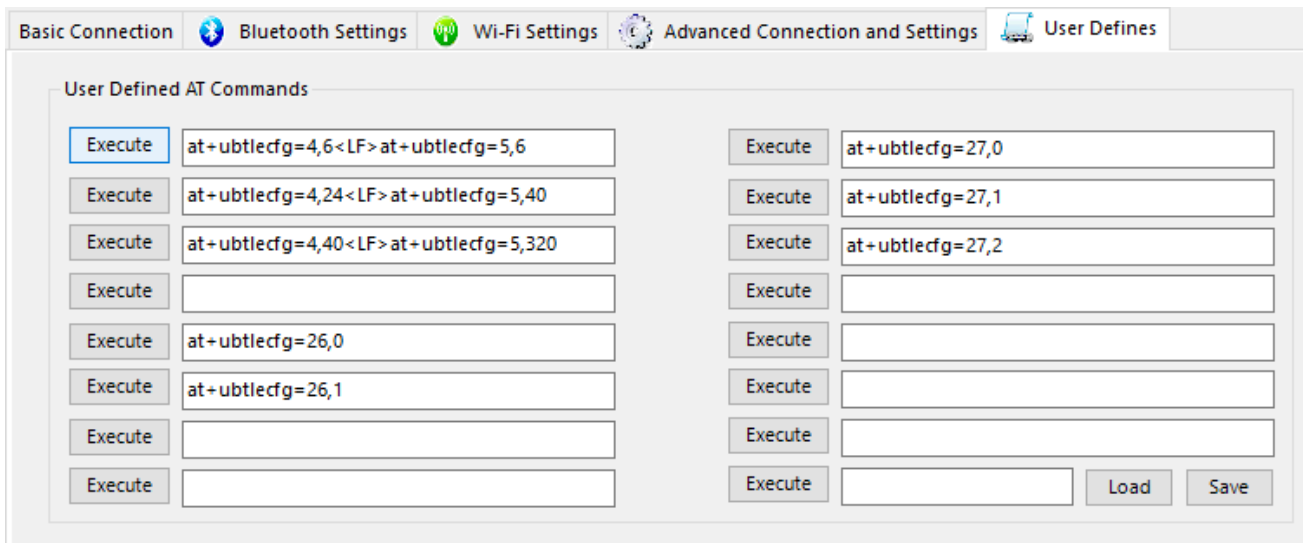 Basic Connection Bluetooth Settings Wi-Fi Settings Advanced Connection and Settings User Defines
User Defined AT Commands
Execute at+ubtlecfg=4,6<LF>at+ubtlecfg=5,6 Execute at+ubtlecfg=27,0
Execute at+ubtlecfg=4,24<LF>at+ubtlecfg=5,40 Execute at+ubtlecfg=27,1
Execute at+ubtlecfg=4,40<LF>at+ubtlecfg=5,320 Execute at+ubtlecfg=27,2
Execute Execute
Execute at+ubtlecfg=26,0 Execute
Execute at+ubtlecfg=26,1 Execute
Execute Execute
Execute Execute Load Save